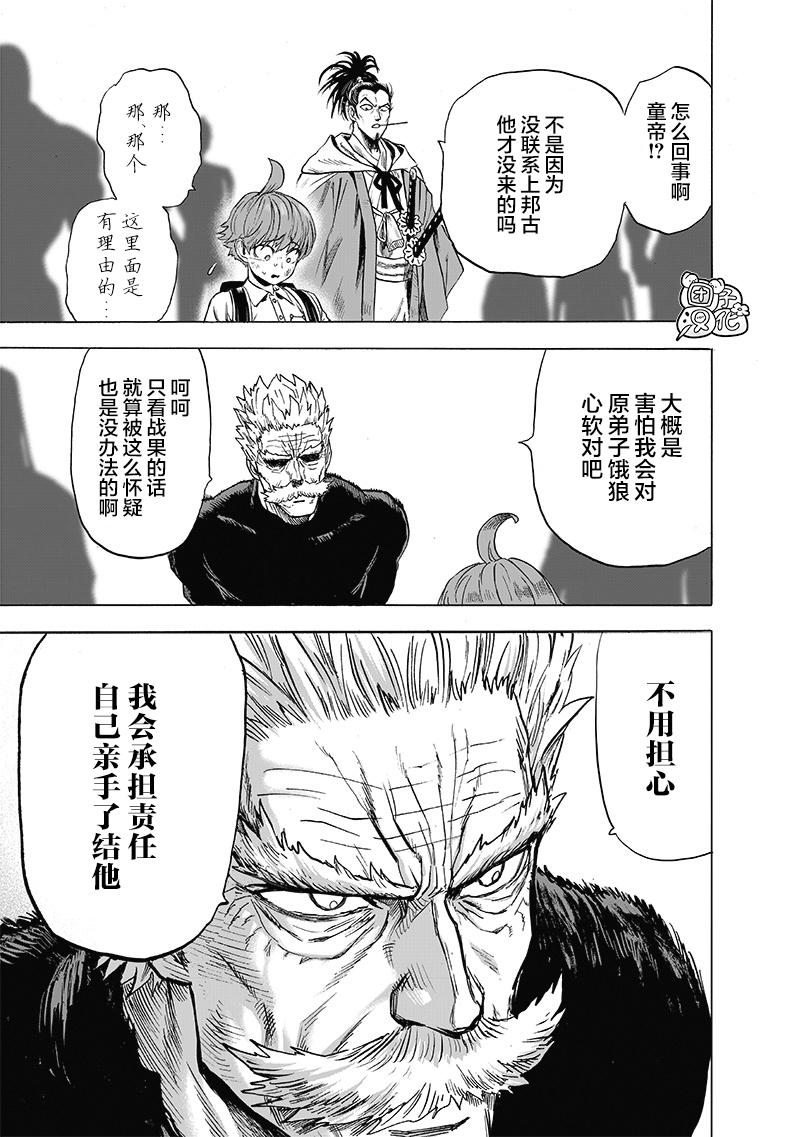 怎么回事啊
童帝!?
不是因为
没联系上邦古
他才没来的吗
那…
那、那个
这里面是
有理由的…
团子
汉化
大概是
害怕我会对
原弟子饿狼
心软对吧
呵呵
只看战果的话
就算被这么怀疑
也是没办法的啊
不用担心
我会承担责任
自己亲手了结他